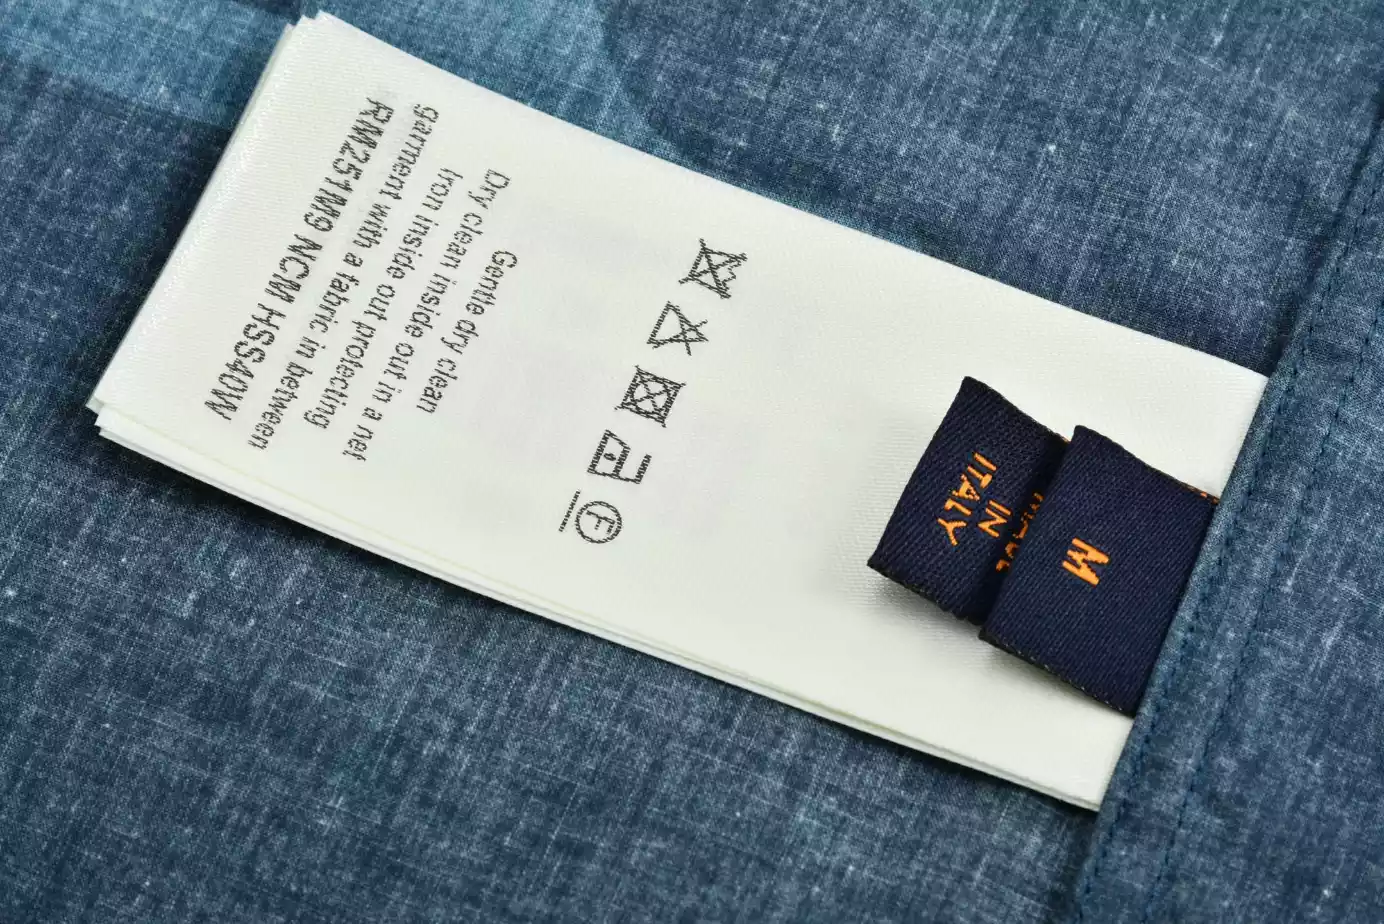 Gentle dry clean
Dry clean inside out in a net
Iron inside out protecting
garment with a fabric in between
RM251M9 NCM HSS40W
F
M
IN
ITALY